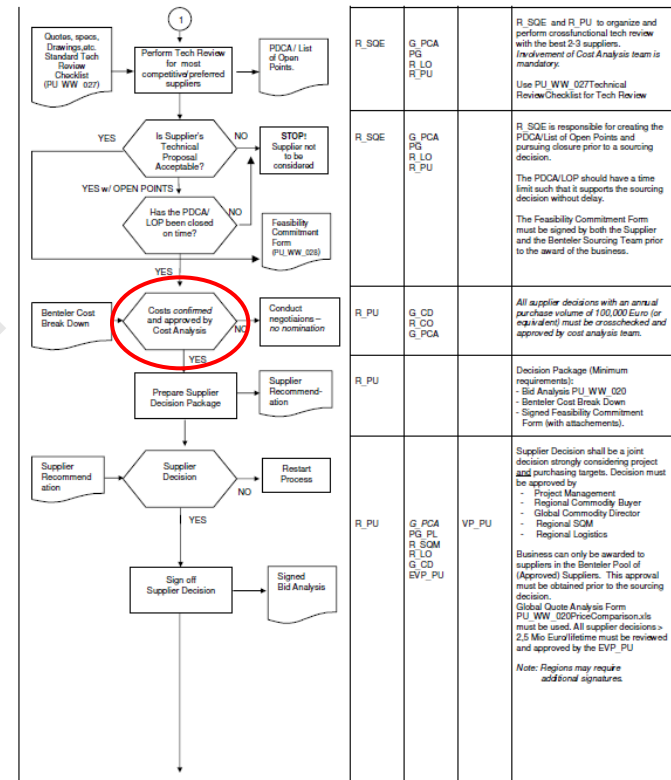 1
Quotes, specs,
Drawings,etc.
Standard Tech
Review
Checklist
(PU_WW_027)
Perform Tech Review
for most
competitive/preferred
suppliers
PDCA / List
of Open
Points.
R_SQE
G_PCA
PG
R_LO
R_PU
R_SQE and R_PU to organize and
perform crossfunctional tech review
with the best 2-3 suppliers.
Involvement of Cost Analysis team is
mandatory.
Use PU_WW_027Technical
ReviewChecklist for Tech Review
YES
Is Supplier's
Technical
Proposal
Acceptable?
NO
STOP!
Supplier not
to be
considered
YES w/ OPEN POINTS
Has the PDCA/
LOP been closed
on time?
NO
Feasibility
Commitment
Form
(PU_WW_028)
YES
R_SQE
G_PCA
PG
R_LO
R_PU
R_SQE is responsible for creating the
PDCA/List of Open Points and
pursuing closure prior to a sourcing
decision.
The PDCA/LOP should have a time
limit such that it supports the sourcing
decision without delay.
The Feasibility Commitment Form
must be signed by both the Supplier
and the Benteler Sourcing Team prior
to the award of the business.
Benteler Cost
Break Down
Costs confirmed
and approved by
Cost Analysis
NO
Conduct
negotiaions –
no nomination
YES
R_PU
G_CD
R_CO
G_PCA
All supplier decisions with an annual
purchase volume of 100,000 Euro (or
equivalent) must be crosschecked and
approved by cost analysis team.
Prepare Supplier
Decision Package
Supplier
Recommend-
ation
R_PU
Decision Package (Minimum
requirements):
- Bid Analysis PU_WW_020
- Benteler Cost Break Down
- Signed Feasibility Commitment
Form (with attachements).
Supplier
Recommend
ation
Supplier
Decision
NO
Restart
Process
YES
Sign off
Supplier Decision
Signed
Bid Analysis
R_PU
G_PCA
PG_PL
R_SQM
R_LO
G_CD
EVP_PU
VP_PU
Supplier Decision shall be a joint
decision strongly considering project
and purchasing targets. Decision must
be approved by
- Project Management
- Regional Commodity Buyer
- Global Commodity Director
- Regional SQM
- Regional Logistics
Business can only be awarded to
suppliers in the Benteler Pool of
(Approved) Suppliers. This approval
must be obtained prior to the sourcing
decision.
Global Quote Analysis Form
PU_WW_020PriceComparison.xls
must be used. All supplier decisions >
2,5 Mio Euro/lifetime must be reviewed
and approved by the EVP_PU
Note: Regions may require
additional signatures.